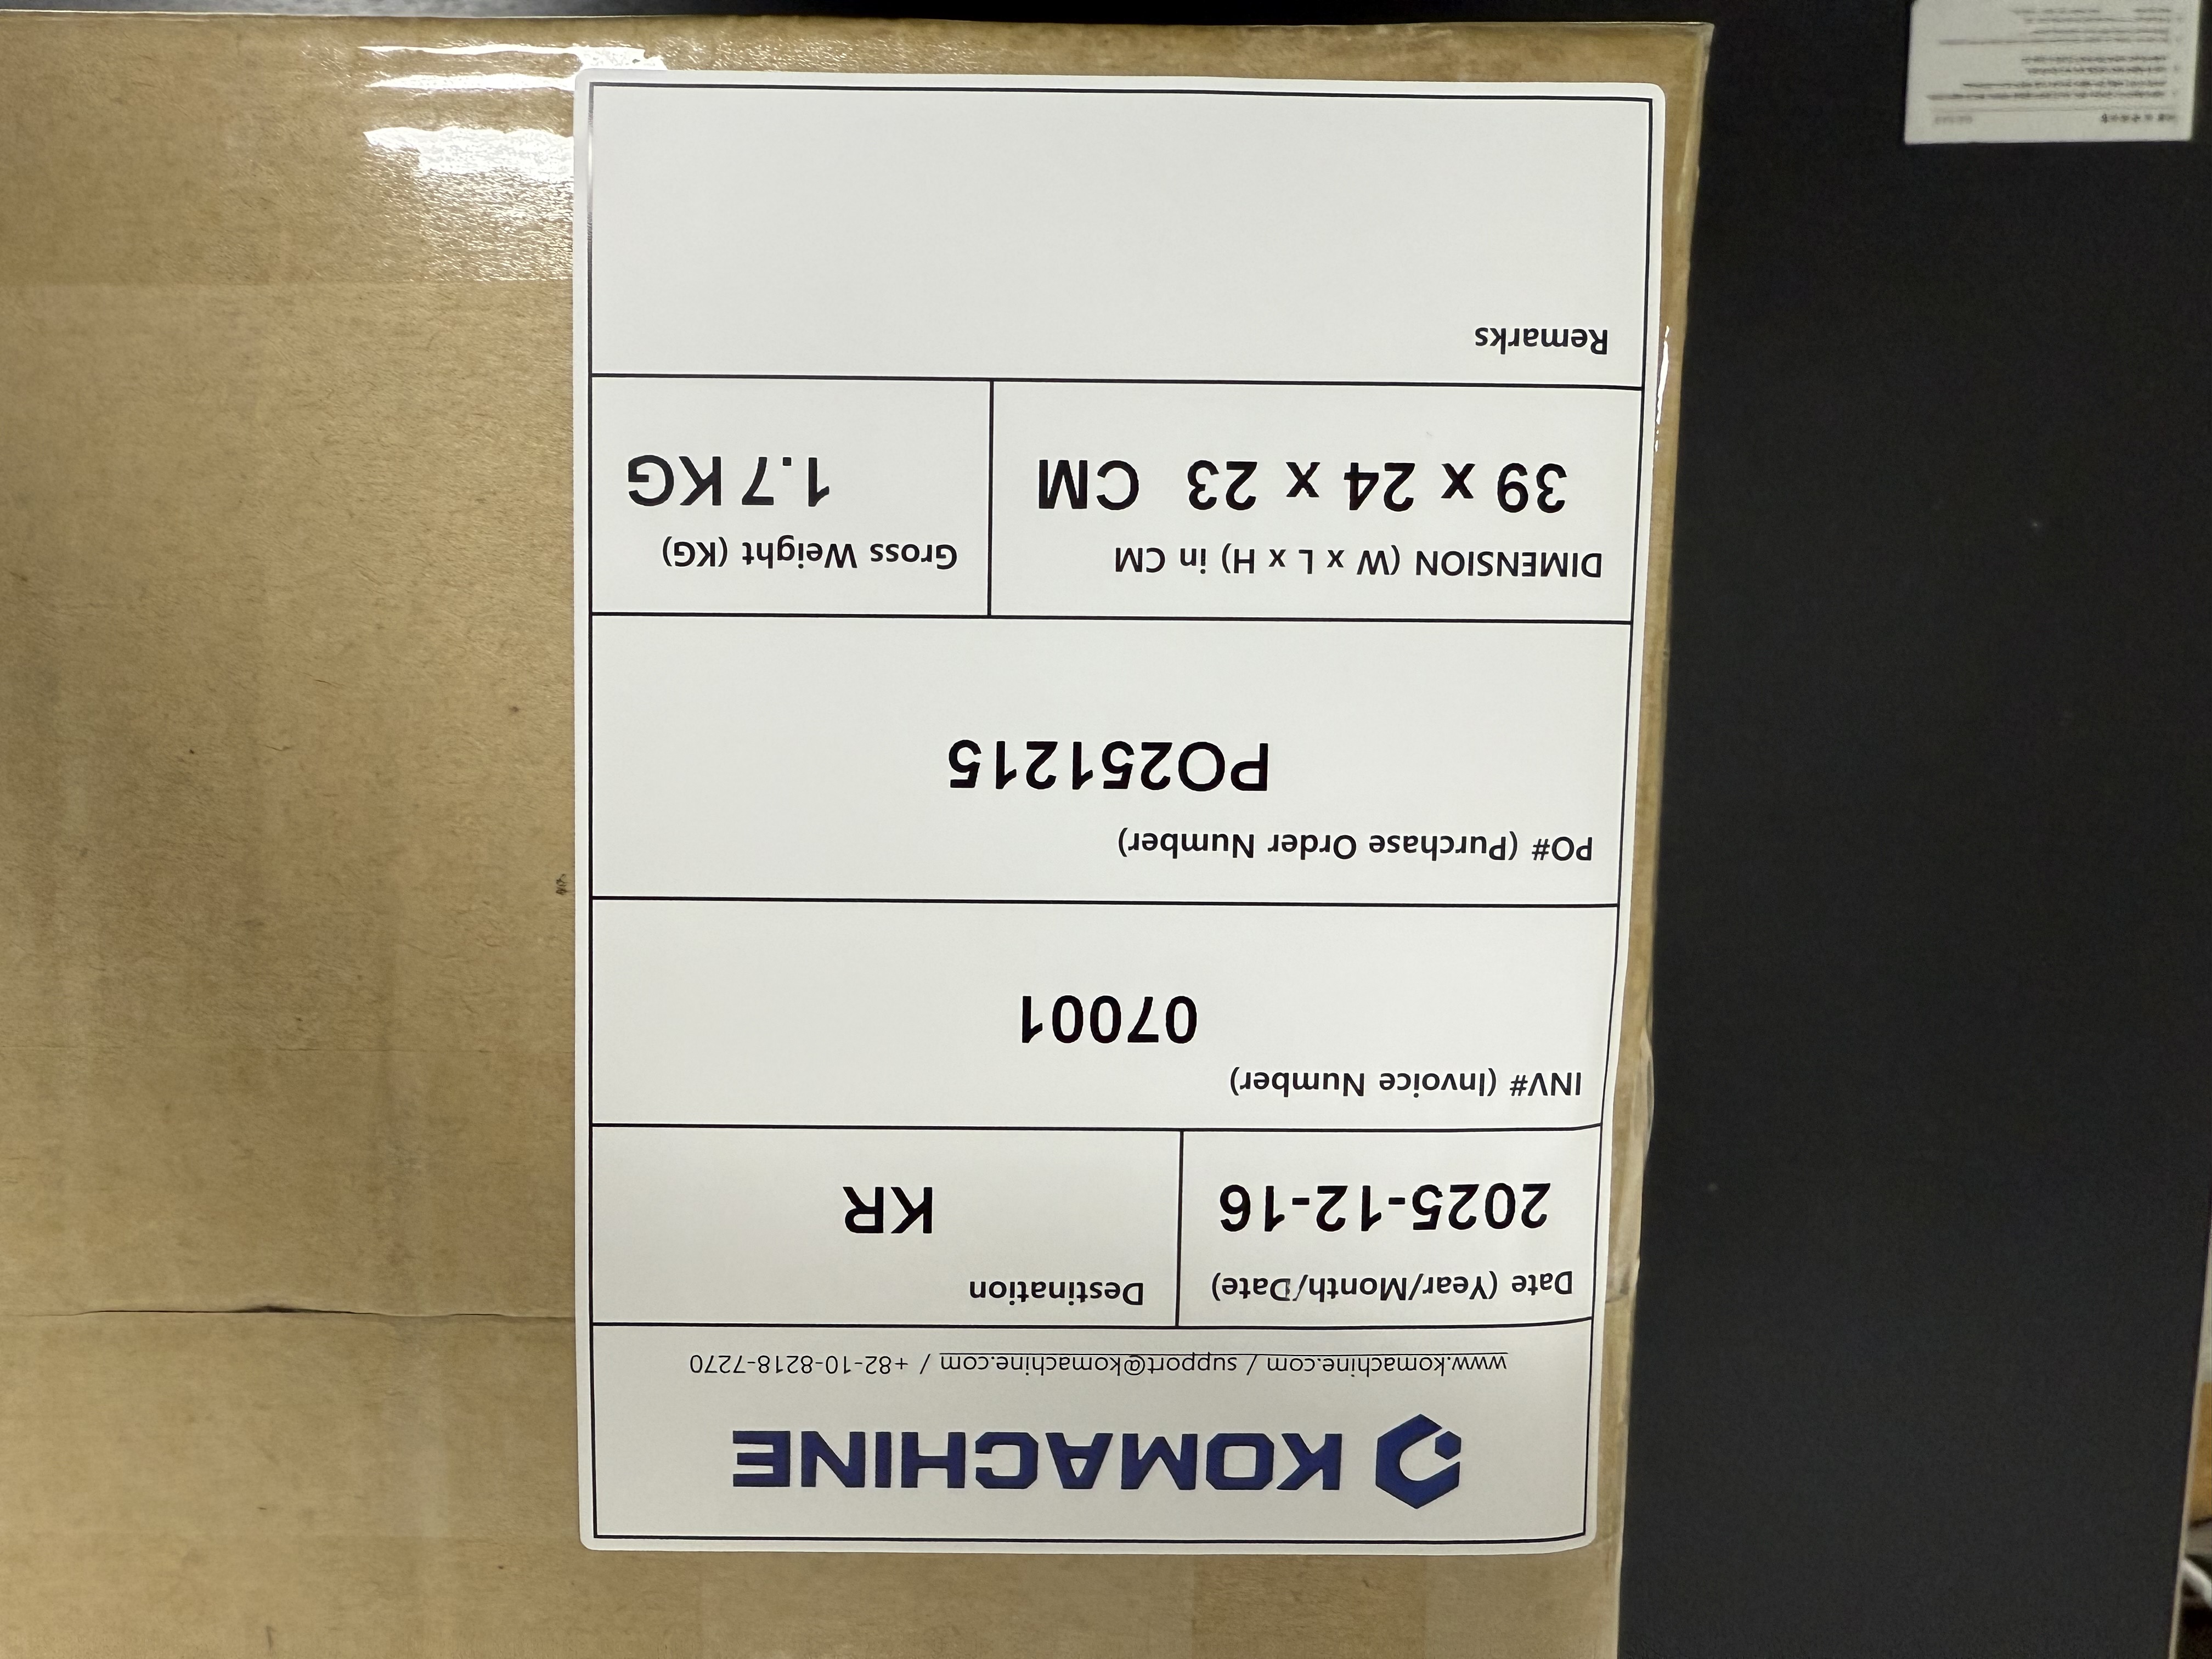 KOMACHINE
www.komachine.com / support@komachine.com / +82-10-8218-7270
Date (Year/Month/Date)
2025-12-16
Destination
KR
INV# (Invoice Number)
07001
PO# (Purchase Order Number)
PO251215
DIMENSION (W x L x H) in CM
39 x 24 x 23 CM
Gross Weight (KG)
1.7 KG
Remarks